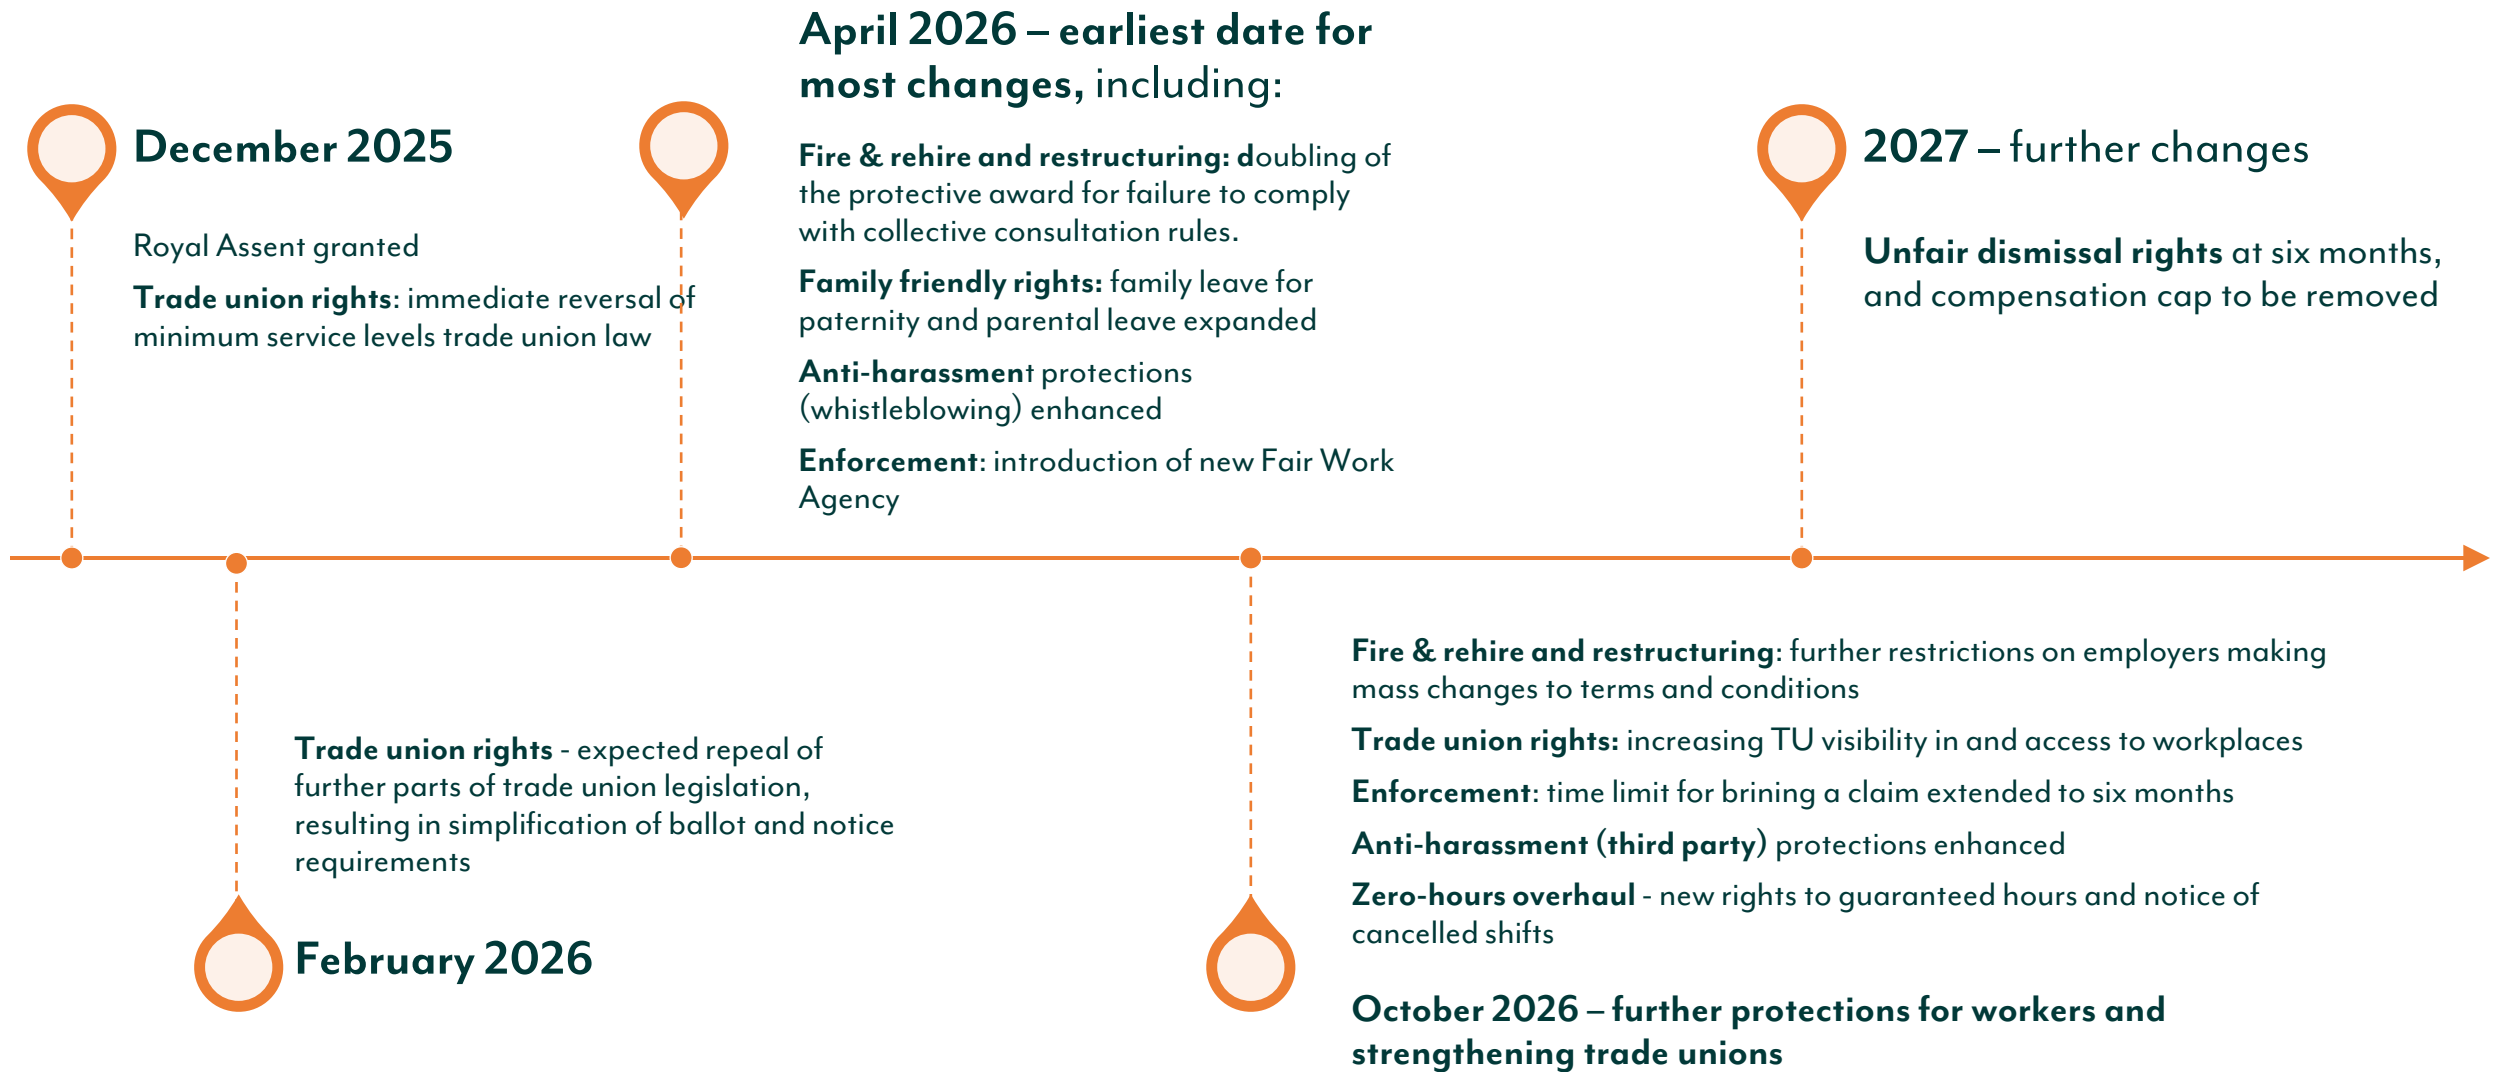 December 2025
Royal Assent granted
Trade union rights: immediate reversal of
minimum service levels trade union law
Trade union rights - expected repeal of
further parts of trade union legislation,
resulting in simplification of ballot and notice
requirements
February 2026
April 2026 – earliest date for
most changes, including:
Fire & rehire and restructuring: doubling of
the protective award for failure to comply
with collective consultation rules.
Family friendly rights: family leave for
paternity and parental leave expanded
Anti-harassment protections
(whistleblowing) enhanced
Enforcement: introduction of new Fair Work
Agency
Fire & rehire and restructuring: further restrictions on employers making
mass changes to terms and conditions
Trade union rights: increasing TU visibility in and access to workplaces
Enforcement: time limit for brining a claim extended to six months
Anti-harassment (third party) protections enhanced
Zero-hours overhaul - new rights to guaranteed hours and notice of
cancelled shifts
October 2026 – further protections for workers and
strengthening trade unions
2027 – further changes
Unfair dismissal rights at six months,
and compensation cap to be removed